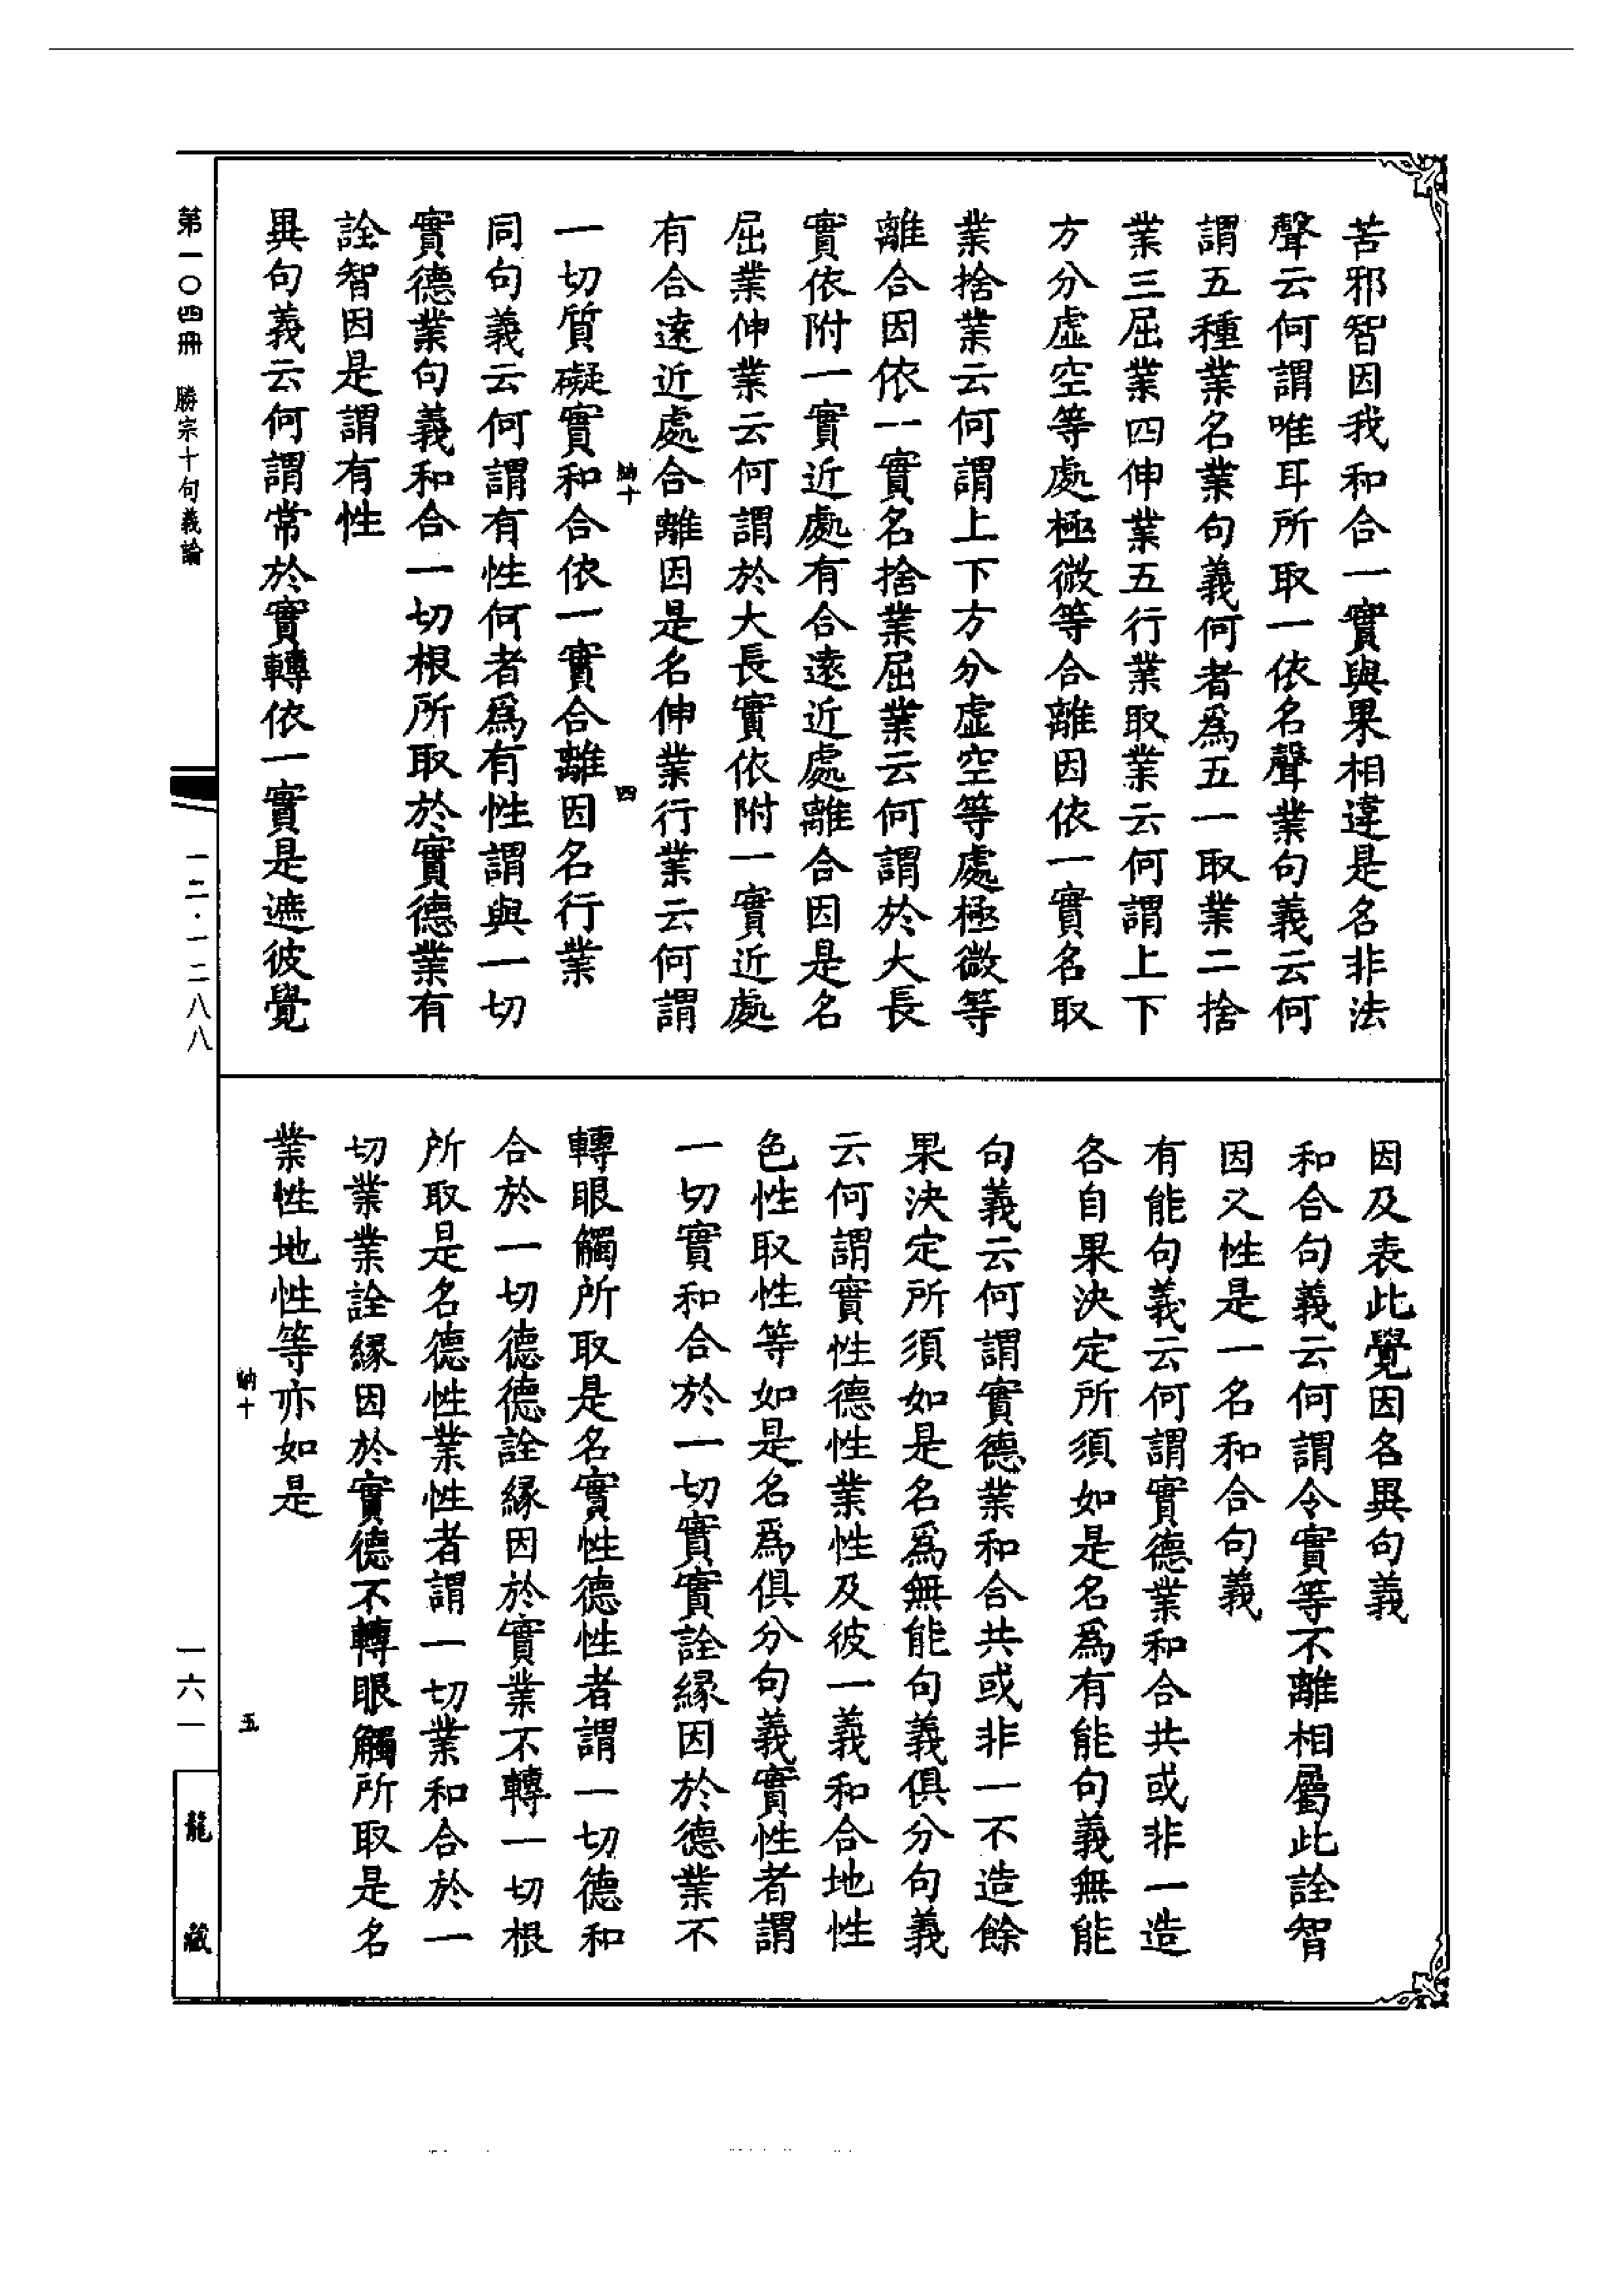 苦邪智因我和合一實與果相違是名非法
聲云何謂唯耳所取一依名聲業句義云何
謂五種業名業句義何者為五一取業二捨
業三屈業四伸業五行業取業云何謂上下
方分虛空等處極微等合離因依一實名取
業捨業云何謂上下方分虛空等處極微等
離合因依一實名捨業屈業云何謂於大長
實依附一實近處有合遠近處離合因是名
屈業伸業云何謂於大長實依附一實近處
有合遠近處合離因是名伸業行業云何謂
納十
四
一切質礙實和合依一實合離因名行業
同句義云何謂有性何者為有性謂與一切
實德業句義和合一切根所取於實德業有
詮智因是謂有性
異句義云何謂常於實轉依一實是遮彼覺
因及表此覺因名異句義
和合句義云何謂令實等不離相屬此詮智
因又性是一名和合句義
有能句義云何謂實德業和合共或非一造
各自果決定所須如是名為有能句義無能
句義云何謂實德業和合共或非一不造餘
果決定所須如是名為無能句義俱分句義
云何謂實性德性業性及彼一義和合地性
色性取性等如是名為俱分句義實性者謂
一切實和合於一切實實詮緣因於德業不
轉眼觸所取是名實性德性者謂一切德和
合於一切德德詮緣因於實業不轉一切根
所取是名德性業性者謂一切業和合於一
切業業詮緣因於實德不轉眼觸所取是名
業性地性等亦如是
納十
五
第一〇四冊 勝宗十句義論
一二·一二八八
一六一
龍藏